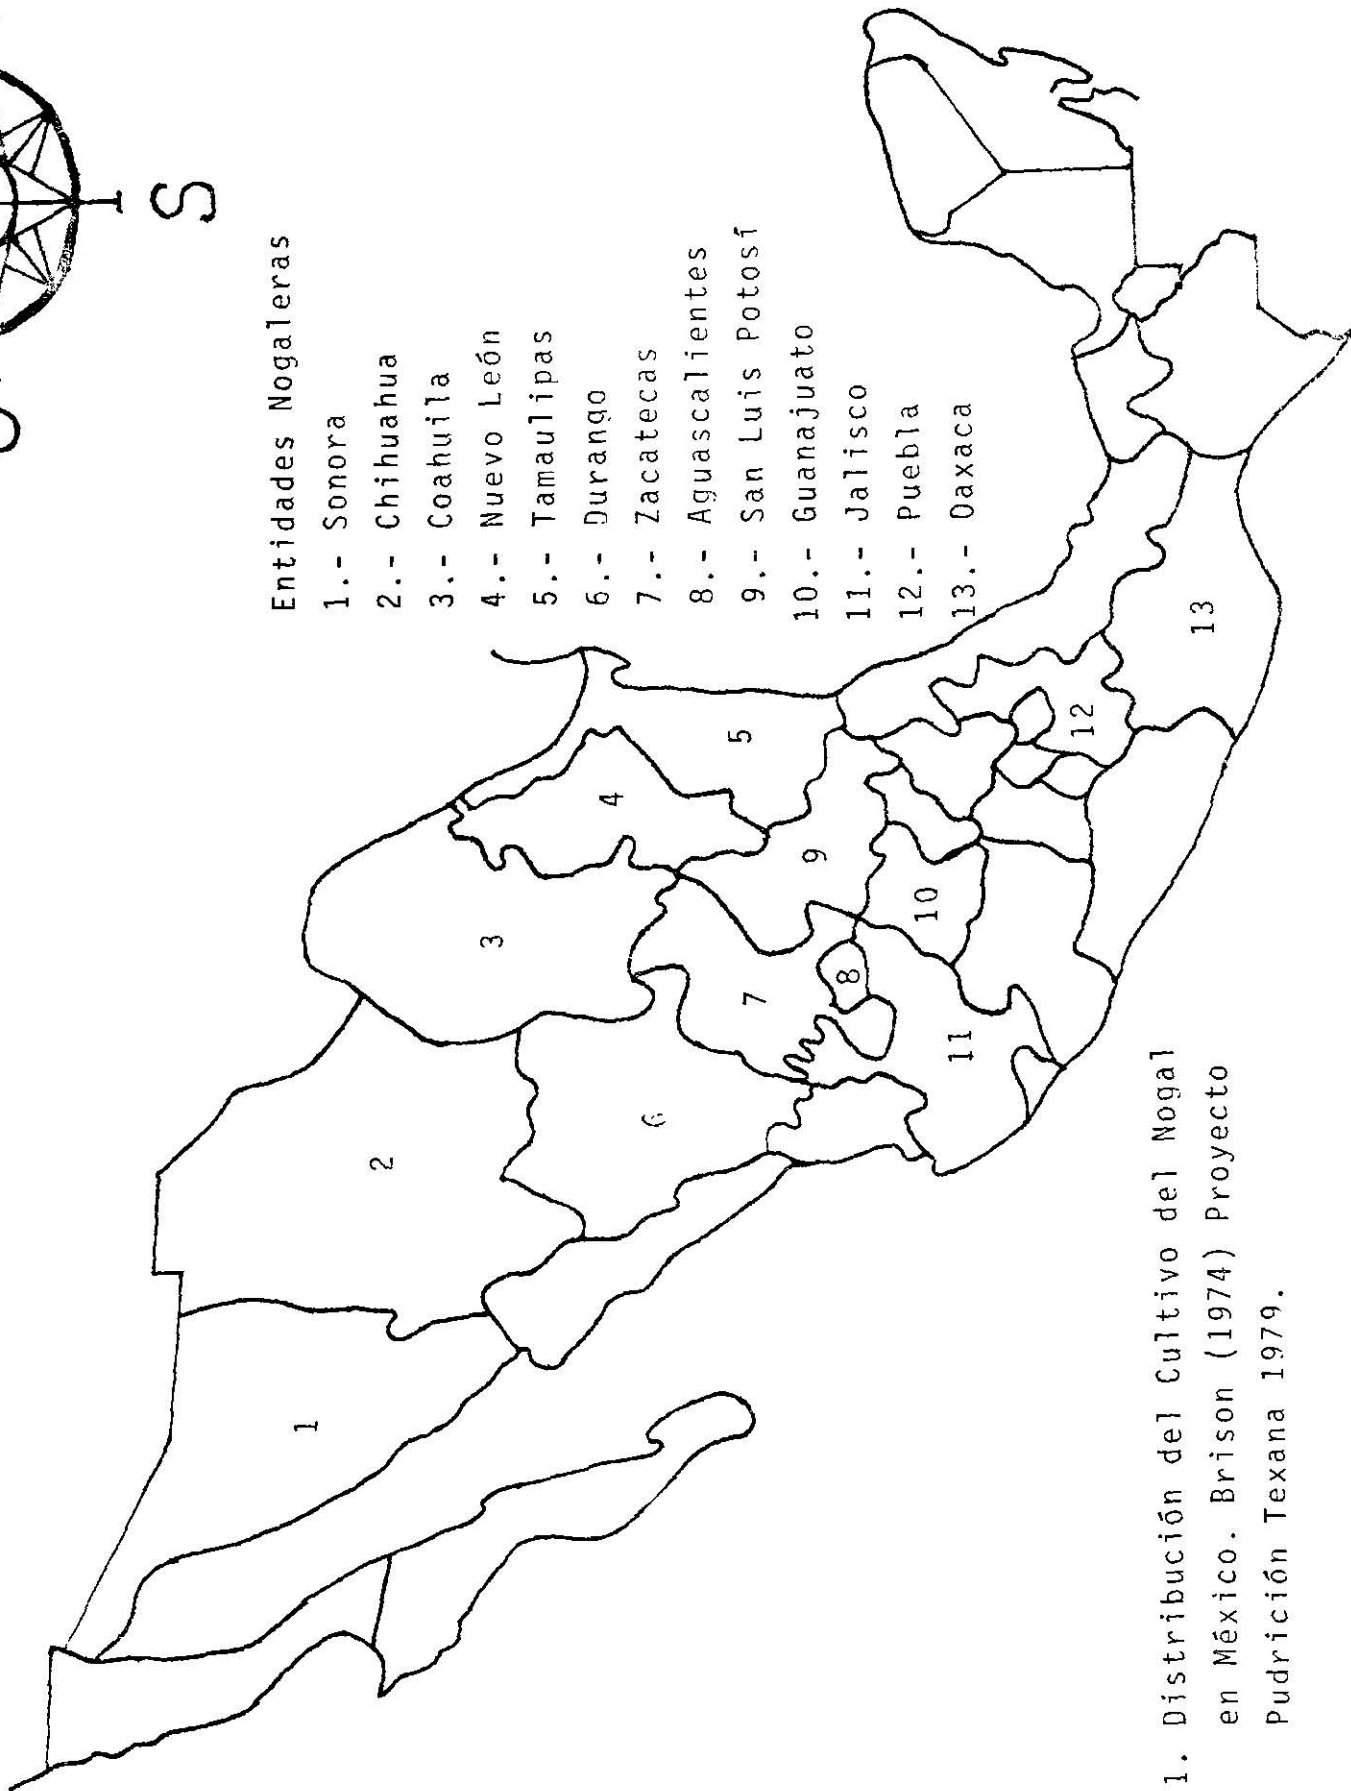 S
Entidades Nogaleras
1.- Sonora
2.- Chihuahua
3.- Coahuila
4.- Nuevo León
5.- Tamaulipas
6.- Durango
7.- Zacatecas
8.- Aguascalientes
9.- San Luis Potosí
10.- Guanajuato
11.- Jalisco
12.- Puebla
13.- Oaxaca
1
2
3
4
5
6
7
8
9
10
11
12
13
1. Distribución del Cultivo del Nogal
en México. Brison (1974) Proyecto
Pudrición Texana 1979.